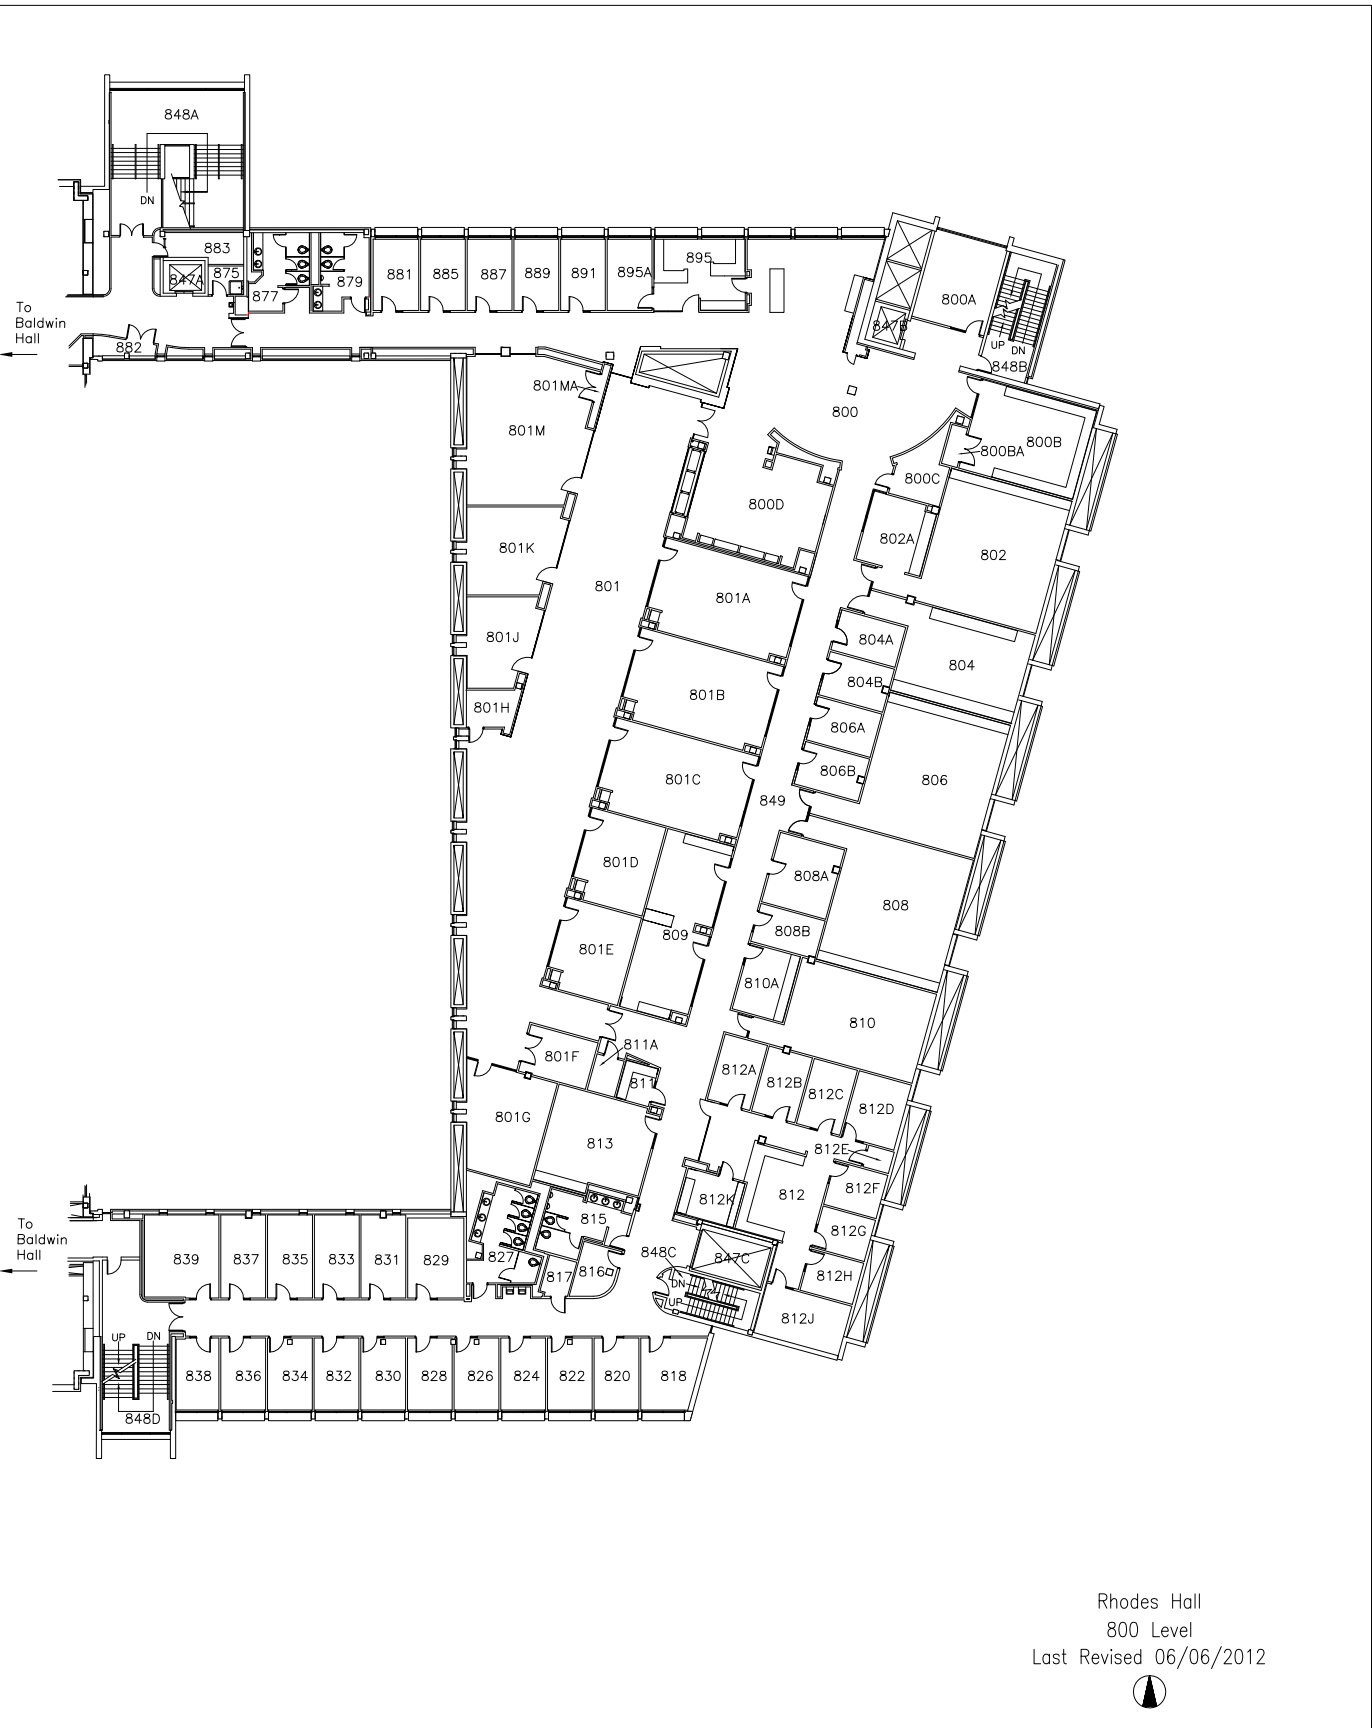 848A
DN
883
847A
875
877
879
881
885
887
889
891
895A
895
800A
847B
UP
DN
848B
To
Baldwin
Hall
882
801MA
801M
800
800B
800BA
800C
800D
802A
802
801K
801
801A
801J
804A
804
804B
801B
801H
806A
806B
806
801C
849
801D
808A
808
809
808B
801E
810A
810
801F
811A
811
812A
812B
812C
812D
801G
813
812E
812K
812
812F
815
812G
To
Baldwin
Hall
839
837
835
833
831
829
827
817
816
848C
847C
DN
UP
812H
812J
UP
DN
838
836
834
832
830
828
826
824
822
820
818
848D
Rhodes Hall
800 Level
Last Revised 06/06/2012